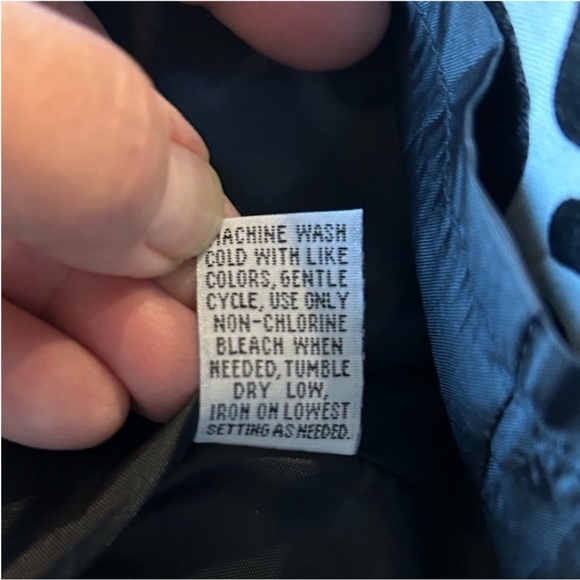 MACHINE WASH
COLD WITH LIKE
COLORS, GENTLE
CYCLE, USE ONLY
NON-CHLORINE
BLEACH WHEN
NEEDED, TUMBLE
DRY LOW,
IRON ON LOWEST
SETTING AS NEEDED.